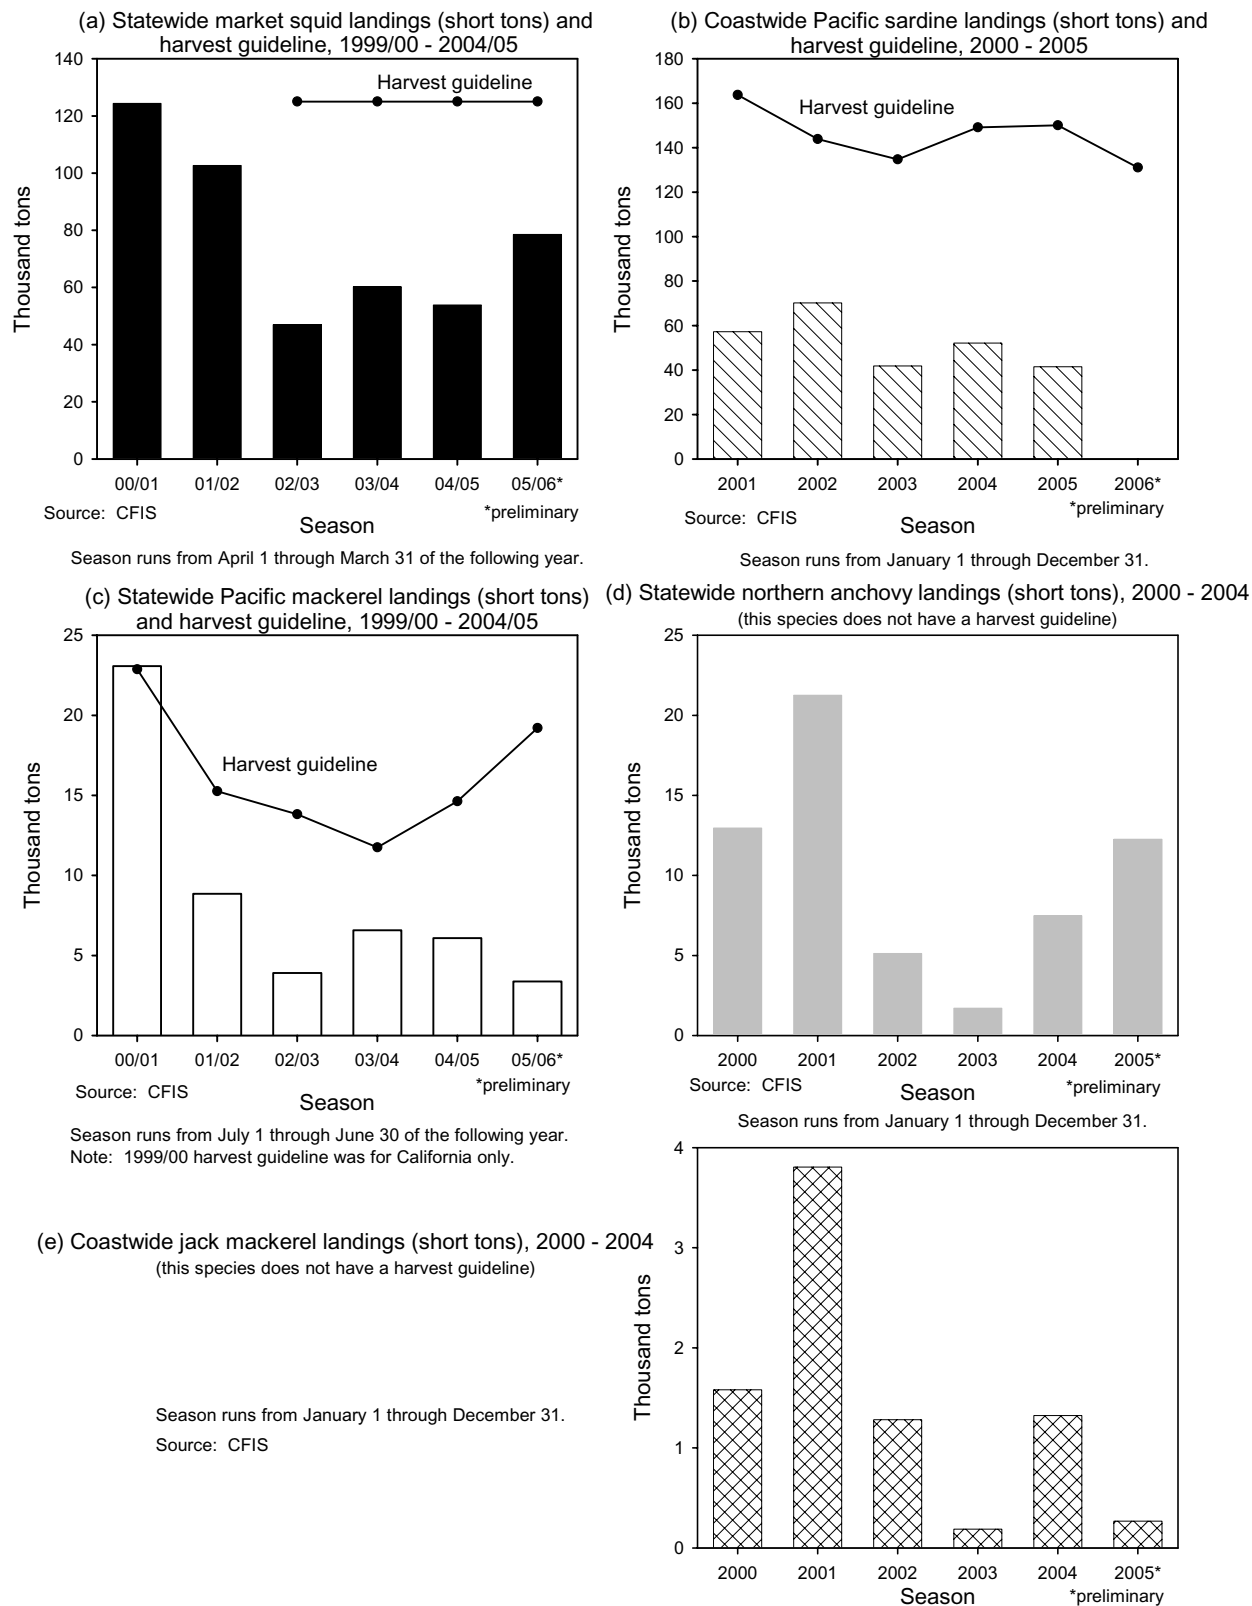 (a) Statewide market squid landings (short tons) and
harvest guideline, 1999/00 - 2004/05
140
120
100
80
60
40
20
0
Thousand tons
Harvest guideline
00/01 01/02 02/03 03/04 04/05 05/06*
Source: CFIS
Season
*preliminary
Season runs from April 1 through March 31 of the following year.
(b) Coastwide Pacific sardine landings (short tons) and
harvest guideline, 2000 - 2005
180
160
140
120
100
80
60
40
20
0
Thousand tons
Harvest guideline
2001 2002 2003 2004 2005 2006*
Source: CFIS
Season
*preliminary
Season runs from January 1 through December 31.
(c) Statewide Pacific mackerel landings (short tons)
and harvest guideline, 1999/00 - 2004/05
25
20
15
10
5
0
Thousand tons
Harvest guideline
00/01 01/02 02/03 03/04 04/05 05/06*
Source: CFIS
Season
*preliminary
Season runs from July 1 through June 30 of the following year.
Note: 1999/00 harvest guideline was for California only.
(d) Statewide northern anchovy landings (short tons), 2000 - 2004
(this species does not have a harvest guideline)
25
20
15
10
5
0
Thousand tons
2000 2001 2002 2003 2004 2005*
Source: CFIS
Season
*preliminary
Season runs from January 1 through December 31.
(e) Coastwide jack mackerel landings (short tons), 2000 - 2004
(this species does not have a harvest guideline)
Season runs from January 1 through December 31.
Source: CFIS
4
3
2
1
0
Thousand tons
2000 2001 2002 2003 2004 2005*
Season
*preliminary